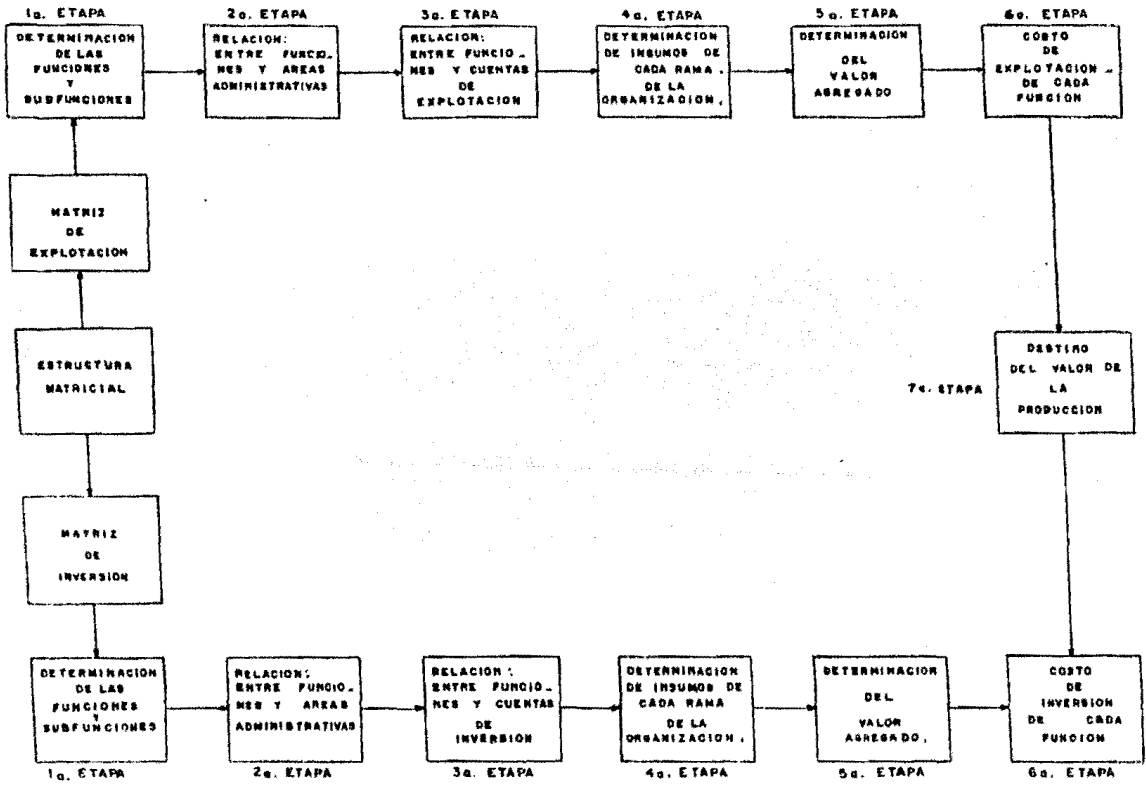 1a. ETAPA
DETERMINACION
DE LAS
FUNCIONES
Y
SUBFUNCIONES
2a. ETAPA
RELACION:
ENTRE FUNCIO_
NES Y AREAS
ADMINISTRATIVAS
3a. ETAPA
RELACION:
ENTRE FUNCIO_
NES Y CUENTAS
DE
EXPLOTACION
4a. ETAPA
DETERMINACION
DE INSUMOS DE
CADA RAMA.
DE LA
ORGANIZACION.
5a. ETAPA
DETERMINACION
DEL
VALOR
AGREGADO
6a. ETAPA
COSTO
DE
EXPLOTACION_
DE CADA
FUNCION
MATRIZ
DE
EXPLOTACION
ESTRUSTURA
MATRICIAL
7a. ETAPA
DESTINO
DEL VALOR DE
LA
PRODUCCION
MATRIZ
DE
INVERSION
DETERMINACION
DE LAS
FUNCIONES
Y
SUBFUNCIONES
1a. ETAPA
RELACION:
ENTRE FUNCIO_
NES Y AREAS
ADMINISTRATIVAS
2a. ETAPA
RELACION:
ENTRE FUNCIO_
NES Y CUENTAS
DE
INVERSION
3a. ETAPA
DETERMINACION
DE INSUMOS DE
CADA RAMA
DE LA
ORGANIZACION.
4a. ETAPA
DETERMINACION
DEL
VALOR
AGREGADO.
5a. ETAPA
COSTO
DE
INVERSION
DE CADA
FUNCION
6a. ETAPA